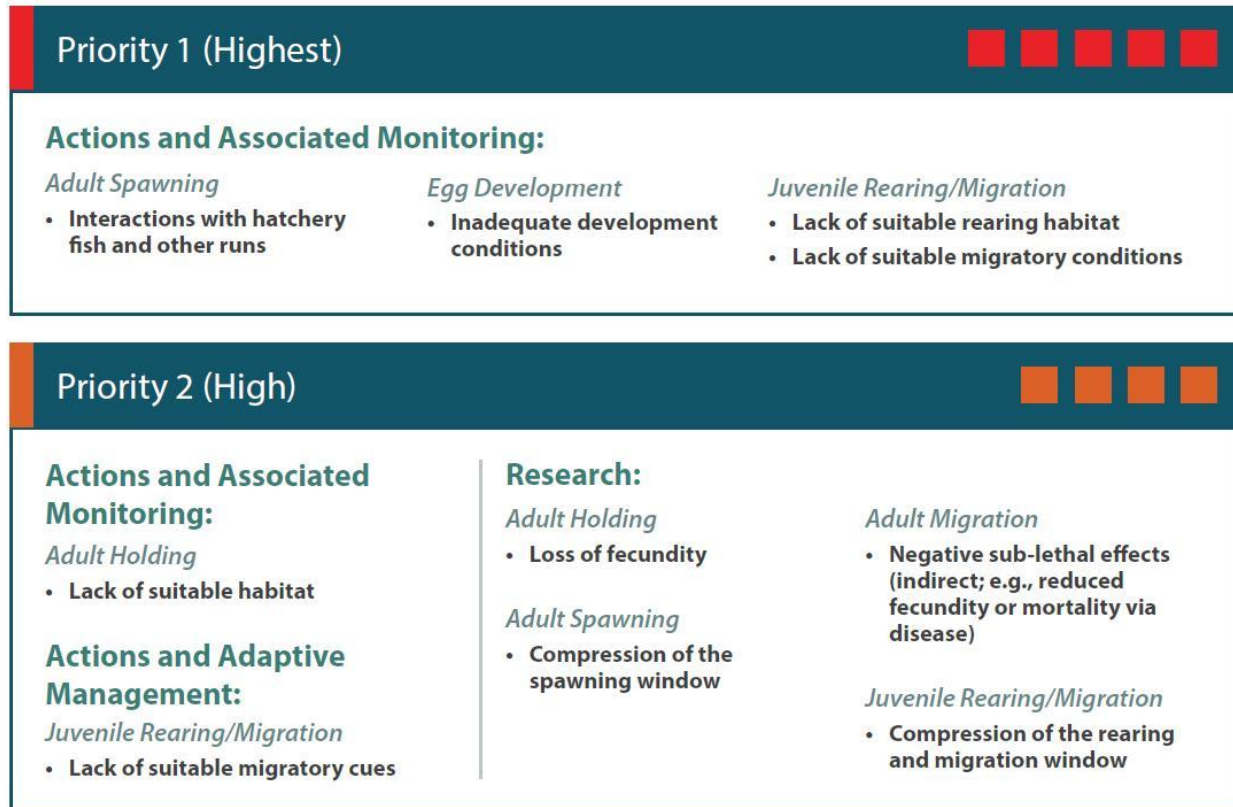 Priority 1 (Highest)
Actions and Associated Monitoring:
Adult Spawning
• Interactions with hatchery
fish and other runs
Egg Development
• Inadequate development
conditions
Juvenile Rearing/Migration
• Lack of suitable rearing habitat
• Lack of suitable migratory conditions
Priority 2 (High)
Actions and Associated
Monitoring:
Adult Holding
• Lack of suitable habitat
Actions and Adaptive
Management:
Juvenile Rearing/Migration
• Lack of suitable migratory cues
Research:
Adult Holding
• Loss of fecundity
Adult Spawning
• Compression of the
spawning window
Adult Migration
• Negative sub-lethal effects
(indirect; e.g., reduced
fecundity or mortality via
disease)
Juvenile Rearing/Migration
• Compression of the rearing
and migration window